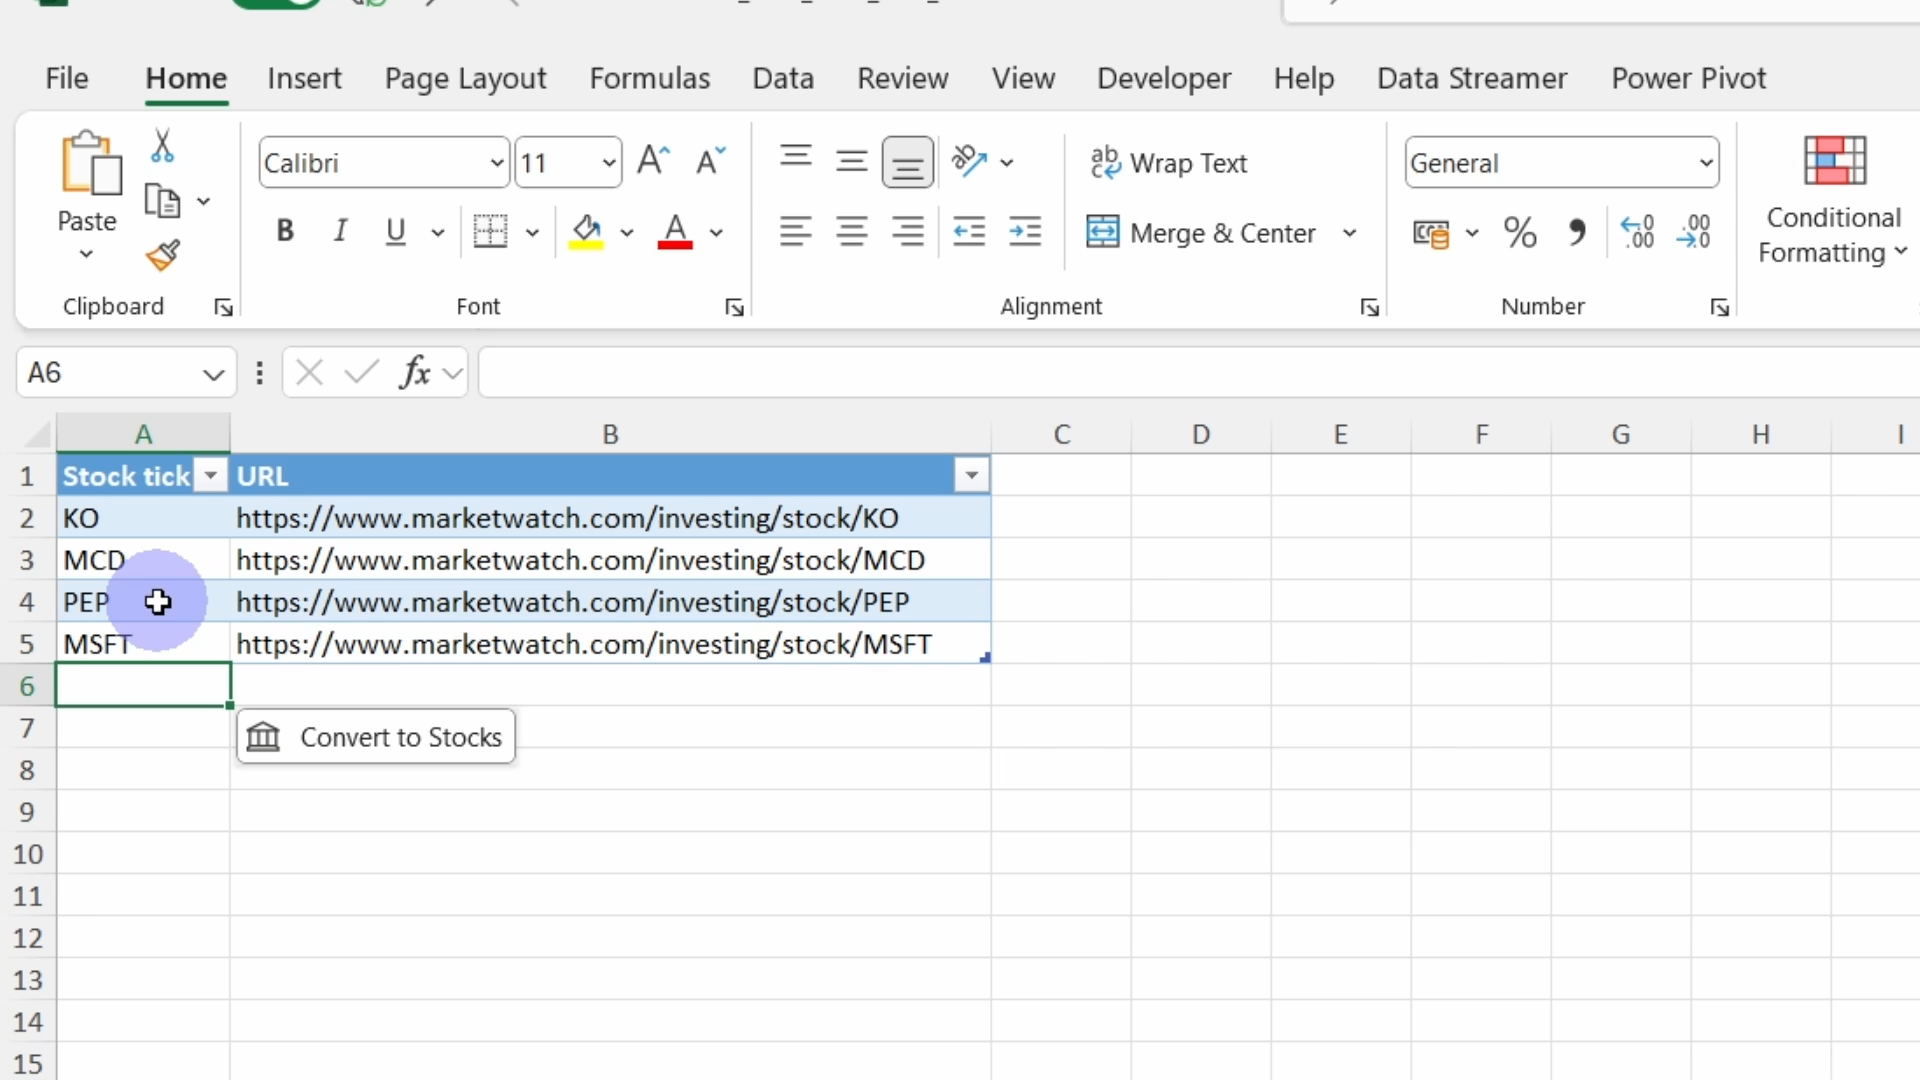 File Home Insert Page Layout Formulas Data Review View Developer Help Data Streamer Power Pivot
Calibri 11 Wrap Text General
Paste B I U Merge & Center % Conditional Formatting
Clipboard Font Alignment Number
A6 fx
A B C D E F G H I
1 Stock tick URL
2 KO https://www.marketwatch.com/investing/stock/KO
3 MCD https://www.marketwatch.com/investing/stock/MCD
4 PEP https://www.marketwatch.com/investing/stock/PEP
5 MSFT https://www.marketwatch.com/investing/stock/MSFT
6
7 Convert to Stocks
8
9
10
11
12
13
14
15